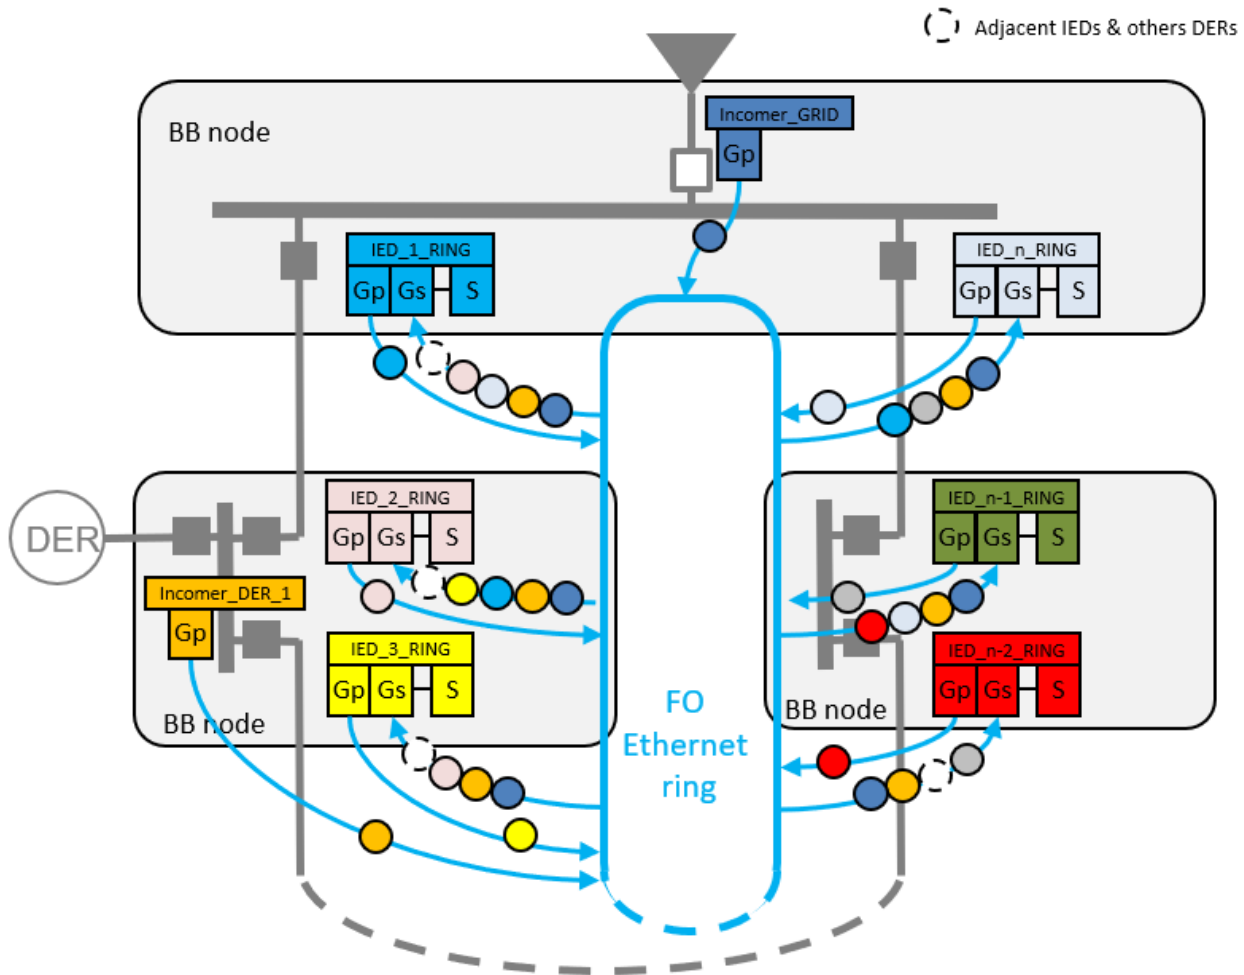 Adjacent IEDs & others DERs
BB node
Incomer_GRID
Gp
IED_1_RING
Gp Gs S
IED_n_RING
Gp Gs S
DER
IED_2_RING
Gp Gs S
Incomer_DER_1
Gp
IED_3_RING
Gp Gs S
BB node
FO
Ethernet
ring
IED_n-1_RING
Gp Gs S
IED_n-2_RING
Gp Gs S
BB node